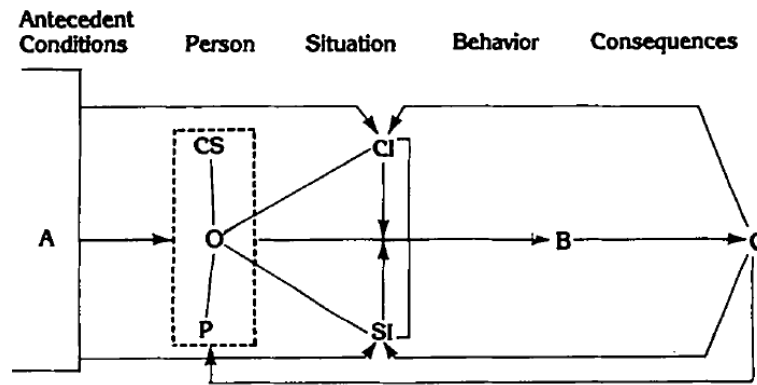 Antecedent
Conditions Person Situation Behavior Consequences
CS CI
A O B C
P SI